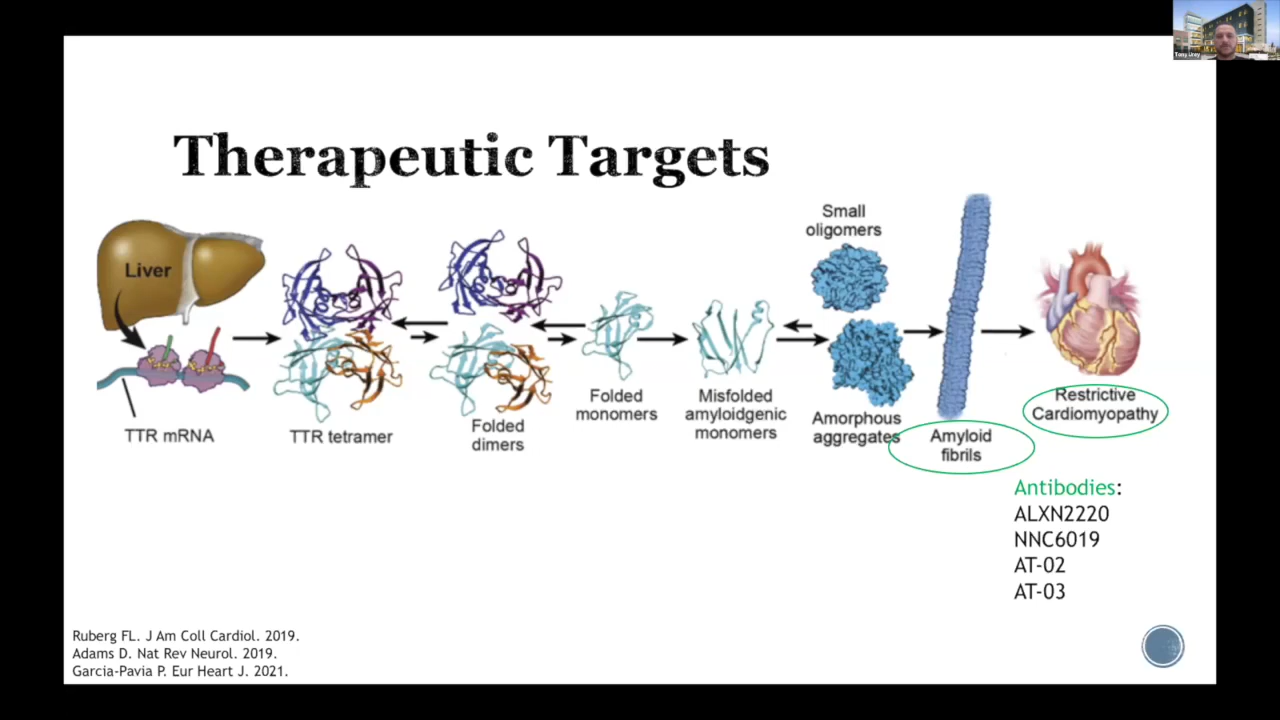 Tony Urey
Therapeutic Targets
Small
oligomers
Liver
TTR mRNA
TTR tetramer
Folded
dimers
Folded
monomers
Misfolded
amyloidgenic
monomers
Amorphous
aggregates
Amyloid
fibrils
Restrictive
Cardiomyopathy
Antibodies:
ALXN2220
NNC6019
AT-02
AT-03
Ruberg FL. J Am Coll Cardiol. 2019.
Adams D. Nat Rev Neurol. 2019.
Garcia-Pavia P. Eur Heart J. 2021.